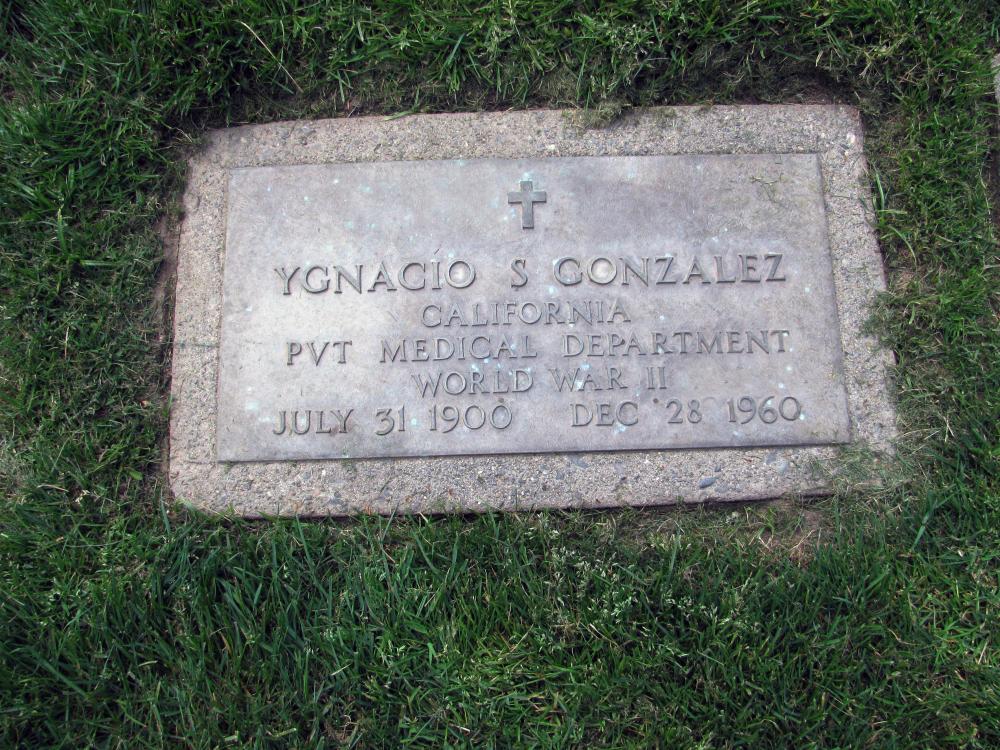 YGNACIO S GONZALEZ
CALIFORNIA
PVT MEDICAL DEPARTMENT
WORLD WAR II
JULY 31 1900 DEC 28 1960